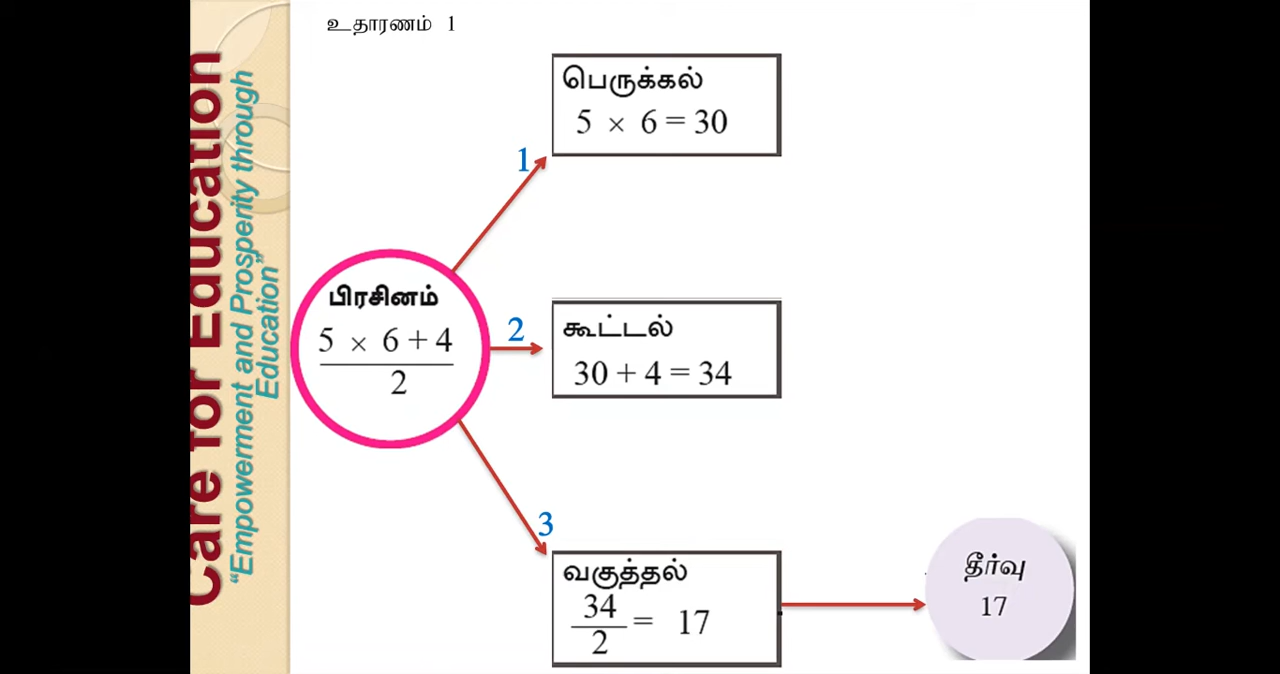 Care for Education
“Empowerment and Prosperity through
Education”
உதாரணம் 1
பெருக்கல்
5 × 6 = 30
1
பிரசினம்
5 × 6 + 4
2
2
கூட்டல்
30 + 4 = 34
3
வகுத்தல்
34
2
= 17
தீர்வு
17